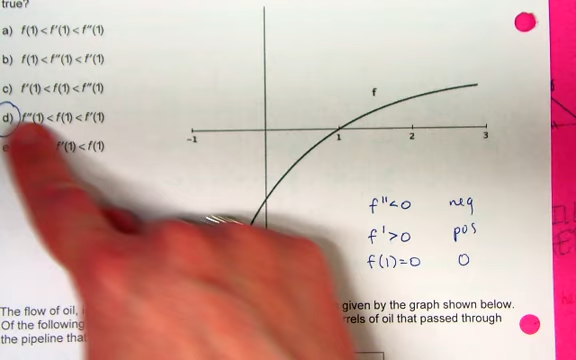 true?
a) f(1) < f'(1) < f"(1)
b) f(1) < f"(1) < f'(1)
c) f'(1) < f(1) < f"(1)
d) f"(1) < f(1) < f'(1)
e f'(1) < f(1)
f
-1 1 2 3
f''<0 neg
f'>0 pos
f(1)=0 0
The flow of oil, given by the graph shown below.
Of the following of oil that passed through
the pipeline